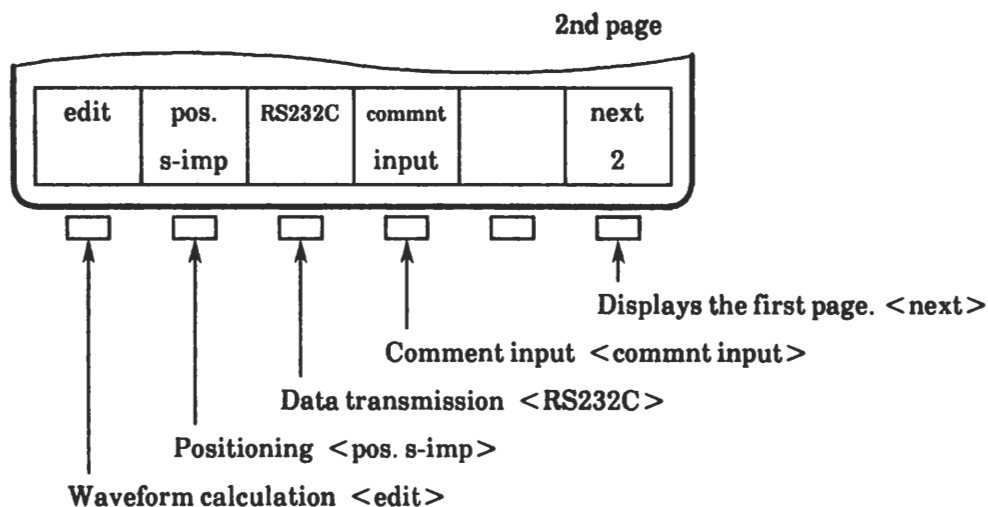 2nd page
edit
pos.
s-imp
RS232C
commnt
input
next
2
Displays the first page. <next>
Comment input <commnt input>
Data transmission <RS232C>
Positioning <pos. s-imp>
Waveform calculation <edit>